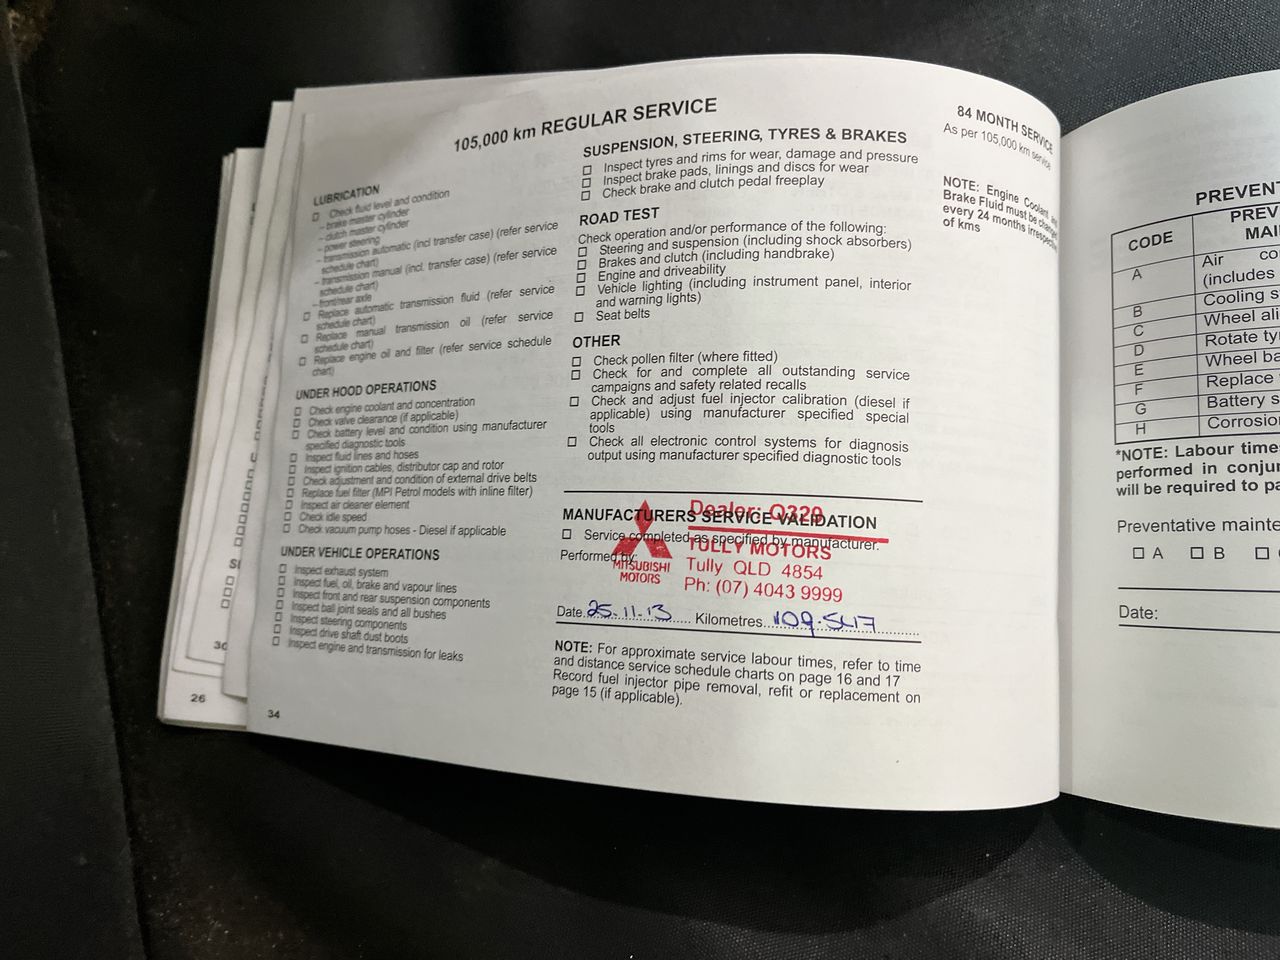 105,000 km REGULAR SERVICE
LUBRICATION
Check fluid level and condition
– brake master cylinder
– clutch master cylinder
– power steering
– transmission automatic (incl transfer case) (refer service
schedule chart)
– transmission manual (incl. transfer case) (refer service
schedule chart)
– front/rear axle
Replace automatic transmission fluid (refer service
schedule chart)
Replace manual transmission oil (refer service
schedule chart)
Replace engine oil and filter (refer service schedule
chart)
UNDER HOOD OPERATIONS
Check engine coolant and concentration
Check valve clearance (if applicable)
Check battery level and condition using manufacturer
specified diagnostic tools
Inspect fluid lines and hoses
Inspect ignition cables, distributor cap and rotor
Check adjustment and condition of external drive belts
Replace fuel filter (MPI Petrol models with inline filter)
Inspect air cleaner element
Check idle speed
Check vacuum pump hoses - Diesel if applicable
UNDER VEHICLE OPERATIONS
Inspect exhaust system
Inspect fuel, oil, brake and vapour lines
Inspect front and rear suspension components
Inspect ball joint seals and all bushes
Inspect steering components
Inspect drive shaft dust boots
Inspect engine and transmission for leaks
34
26
30
SUSPENSION, STEERING, TYRES & BRAKES
Inspect tyres and rims for wear, damage and pressure
Inspect brake pads, linings and discs for wear
Check brake and clutch pedal freeplay
ROAD TEST
Check operation and/or performance of the following:
Steering and suspension (including shock absorbers)
Brakes and clutch (including handbrake)
Engine and driveability
Vehicle lighting (including instrument panel, interior
and warning lights)
Seat belts
OTHER
Check pollen filter (where fitted)
Check for and complete all outstanding service
campaigns and safety related recalls
Check and adjust fuel injector calibration (diesel if
applicable) using manufacturer specified special
tools
Check all electronic control systems for diagnosis
output using manufacturer specified diagnostic tools
Dealer: Q329
MANUFACTURERS SERVICE VALIDATION
Service completed as specified by manufacturer.
Performed by:
TULLY MOTORS
MITSUBISHI
MOTORS
Tully QLD 4854
Ph: (07) 4043 9999
Date 25.11.13 Kilometres 109.547
NOTE: For approximate service labour times, refer to time
and distance service schedule charts on page 16 and 17
Record fuel injector pipe removal, refit or replacement on
page 15 (if applicable).
84 MONTH SERVICE
As per 105,000 km service
NOTE: Engine Coolant
Brake Fluid must be
every 24 months
of kms
PREVENT
CODE
PREV
MAI
A
Air co
(includes
B
Cooling s
C
Wheel ali
D
Rotate ty
E
Wheel ba
F
Replace
G
Battery s
H
Corrosio
*NOTE: Labour time
performed in conju
will be required to pa
Preventative mainte
A B
Date: